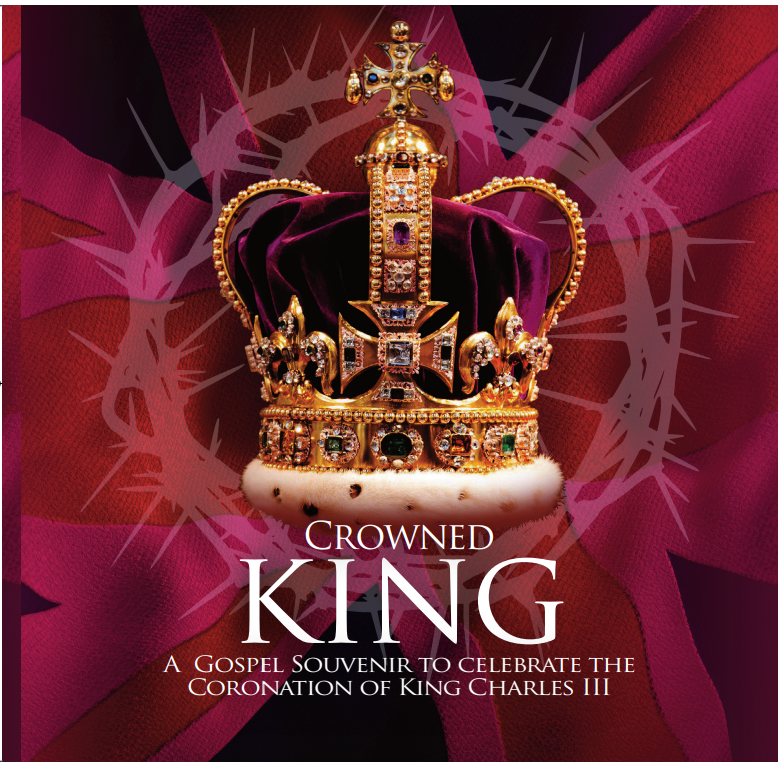 CROWNED
KING
A GOSPEL SOUVENIR TO CELEBRATE THE
CORONATION OF KING CHARLES III